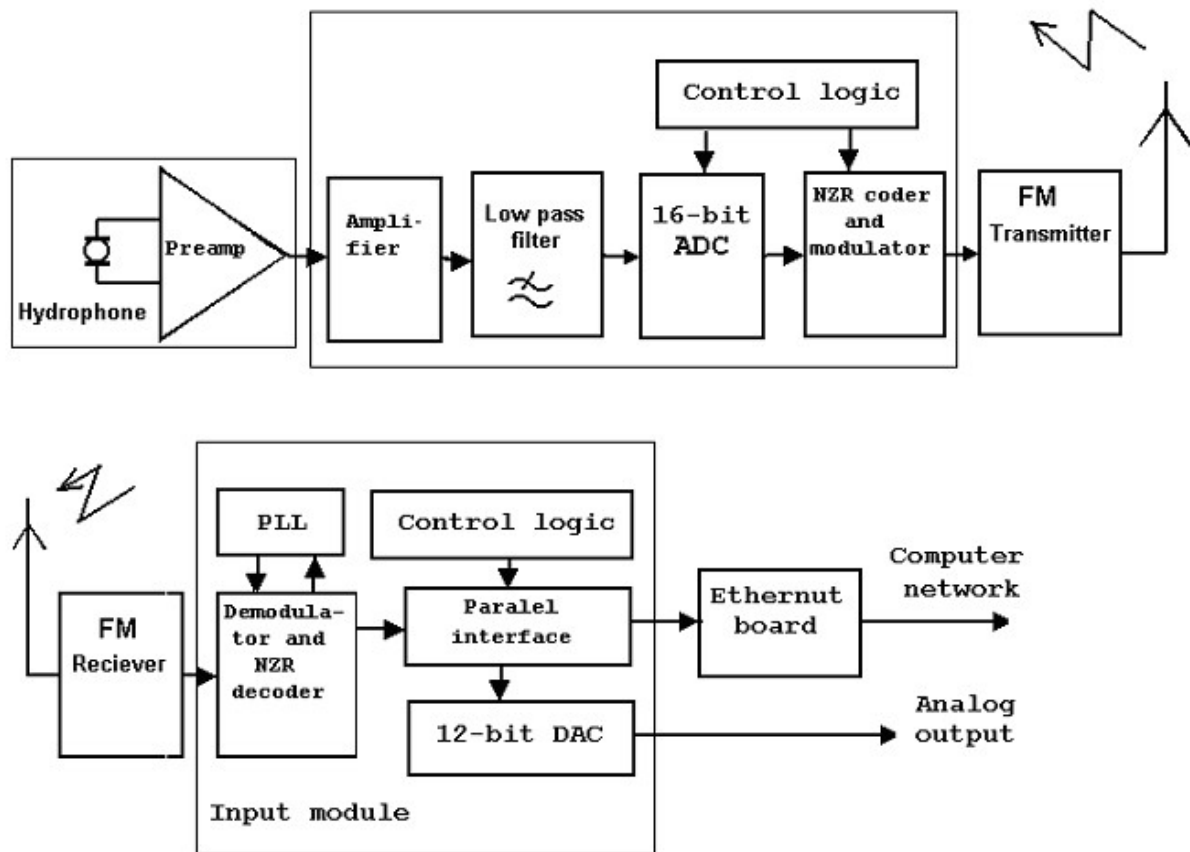 Control logic
Hydrophone
Preamp
Ampli-
fier
Low pass
filter
16-bit
ADC
NZR coder
and
modulator
FM
Transmitter
PLL
Control logic
FM
Reciever
Demodula-
tor and
NZR
decoder
Paralel
interface
12-bit DAC
Ethernut
board
Computer
network
Analog
output
Input module